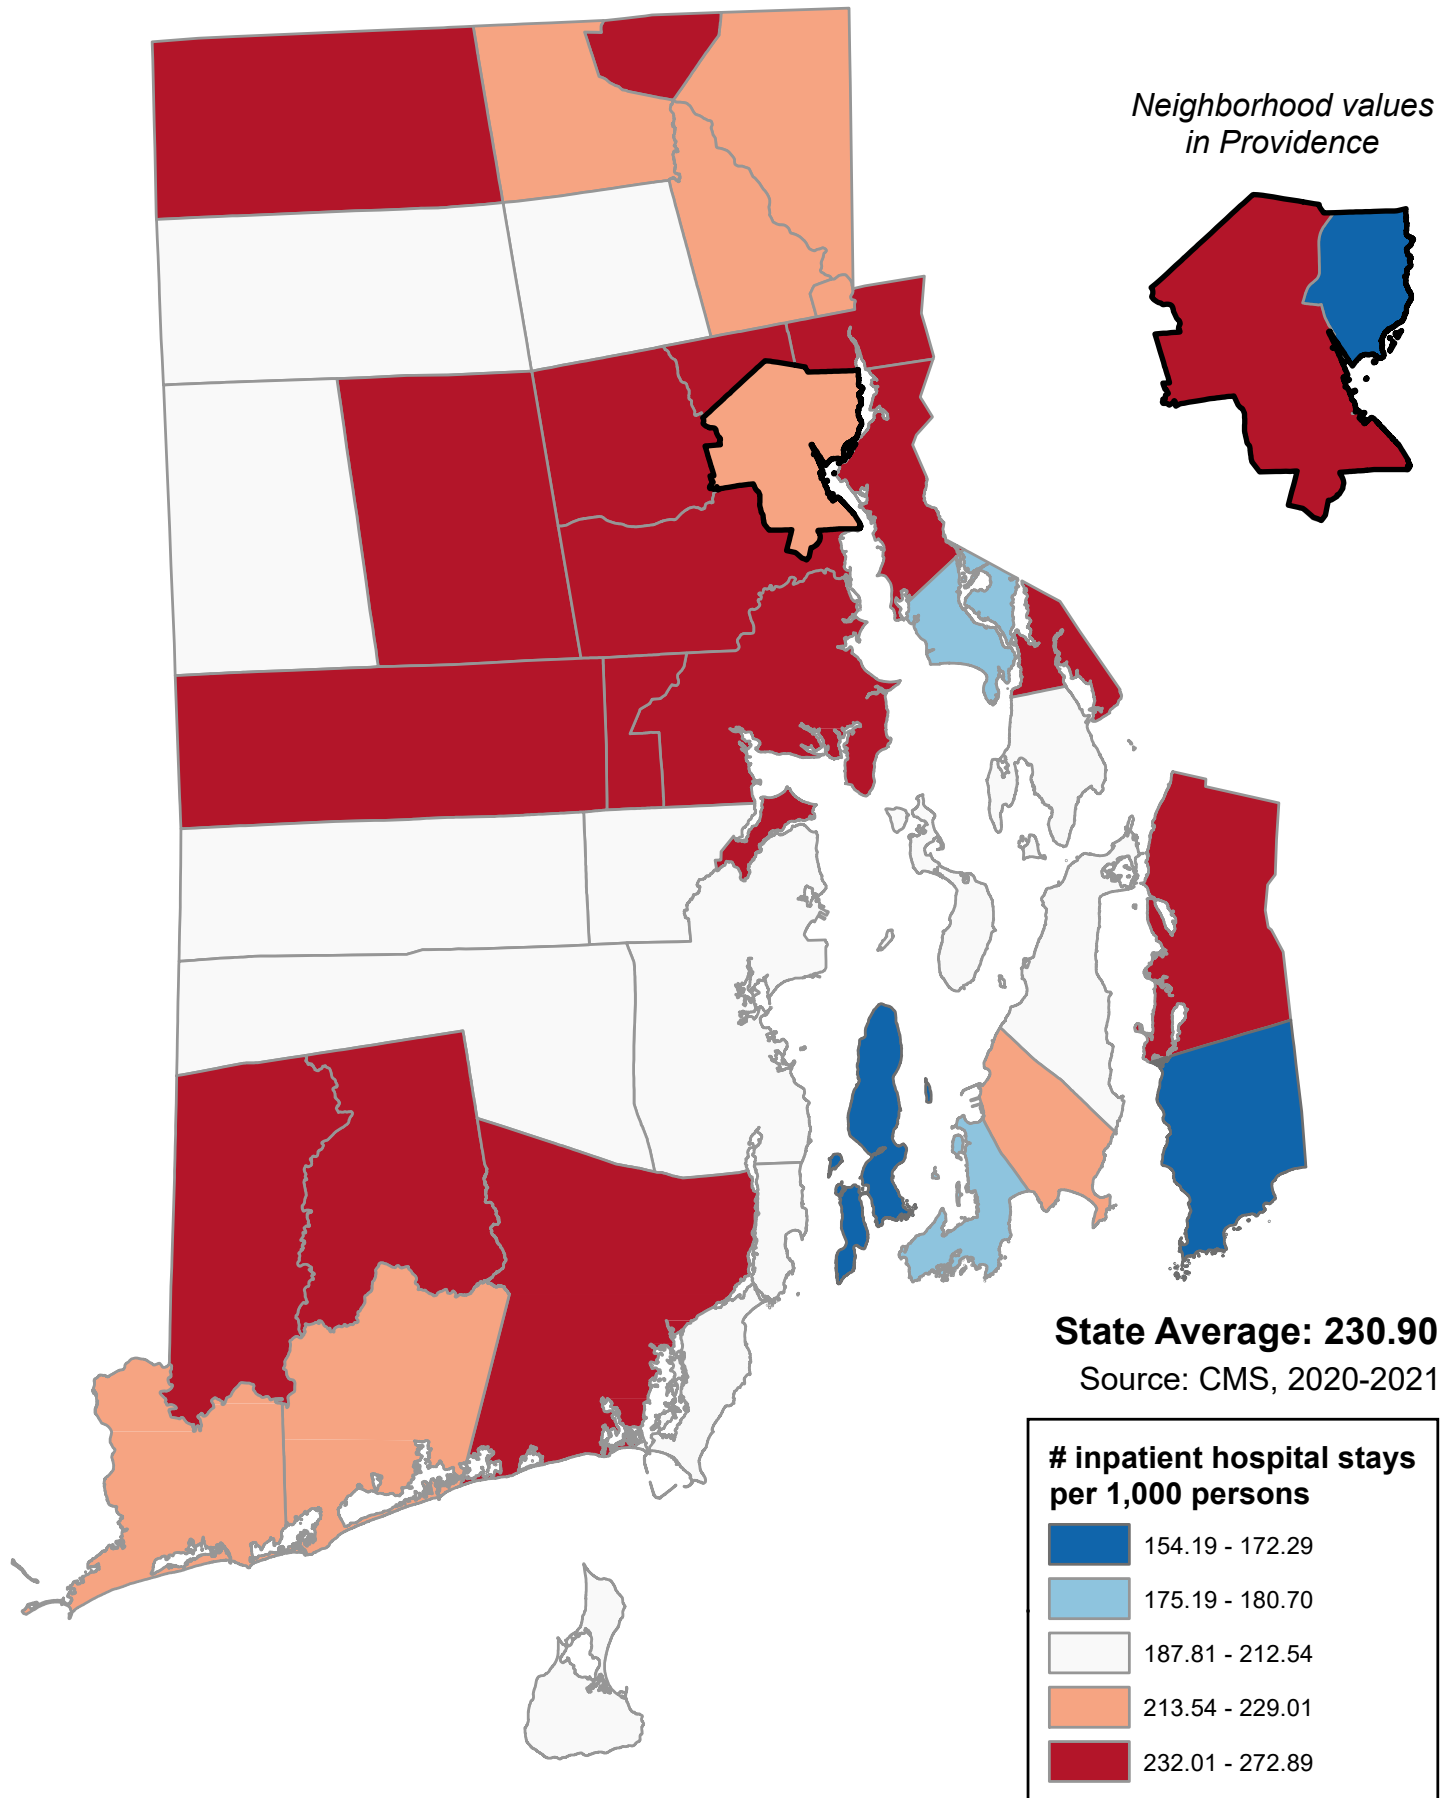 Neighborhood values
in Providence
State Average: 230.90
Source: CMS, 2020-2021
# inpatient hospital stays
per 1,000 persons
154.19 - 172.29
175.19 - 180.70
187.81 - 212.54
213.54 - 229.01
232.01 - 272.89